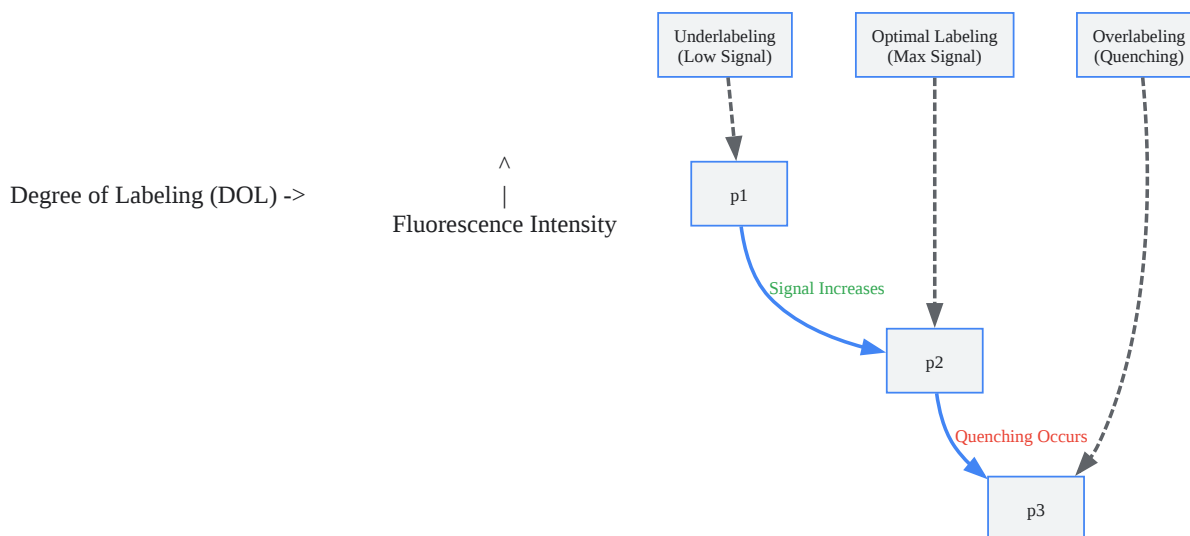 Underlabeling
(Low Signal)
Optimal Labeling
(Max Signal)
Overlabeling
(Quenching)
Degree of Labeling (DOL) ->
^
|
Fluorescence Intensity
p1
Signal Increases
p2
Quenching Occurs
p3